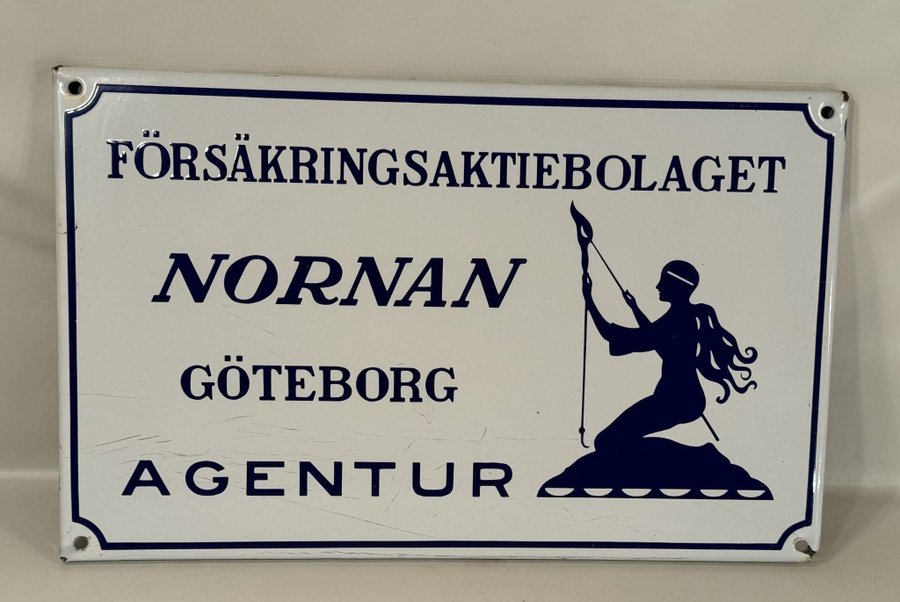 FÖRSÄKRINGSAKTIEBOLAGET
NORNAN
GÖTEBORG
AGENTUR